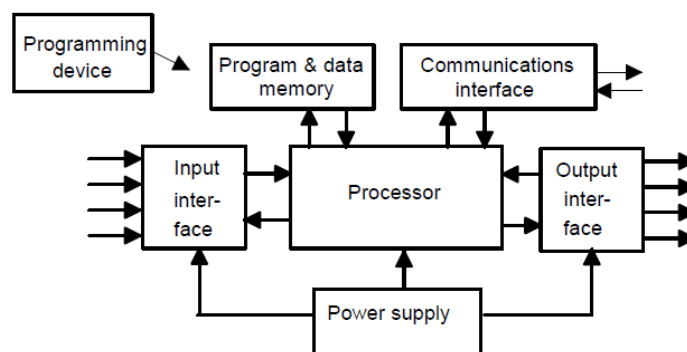 Programming
device
Program & data
memory
Communications
interface
Input
inter-
face
Processor
Output
inter-
face
Power supply